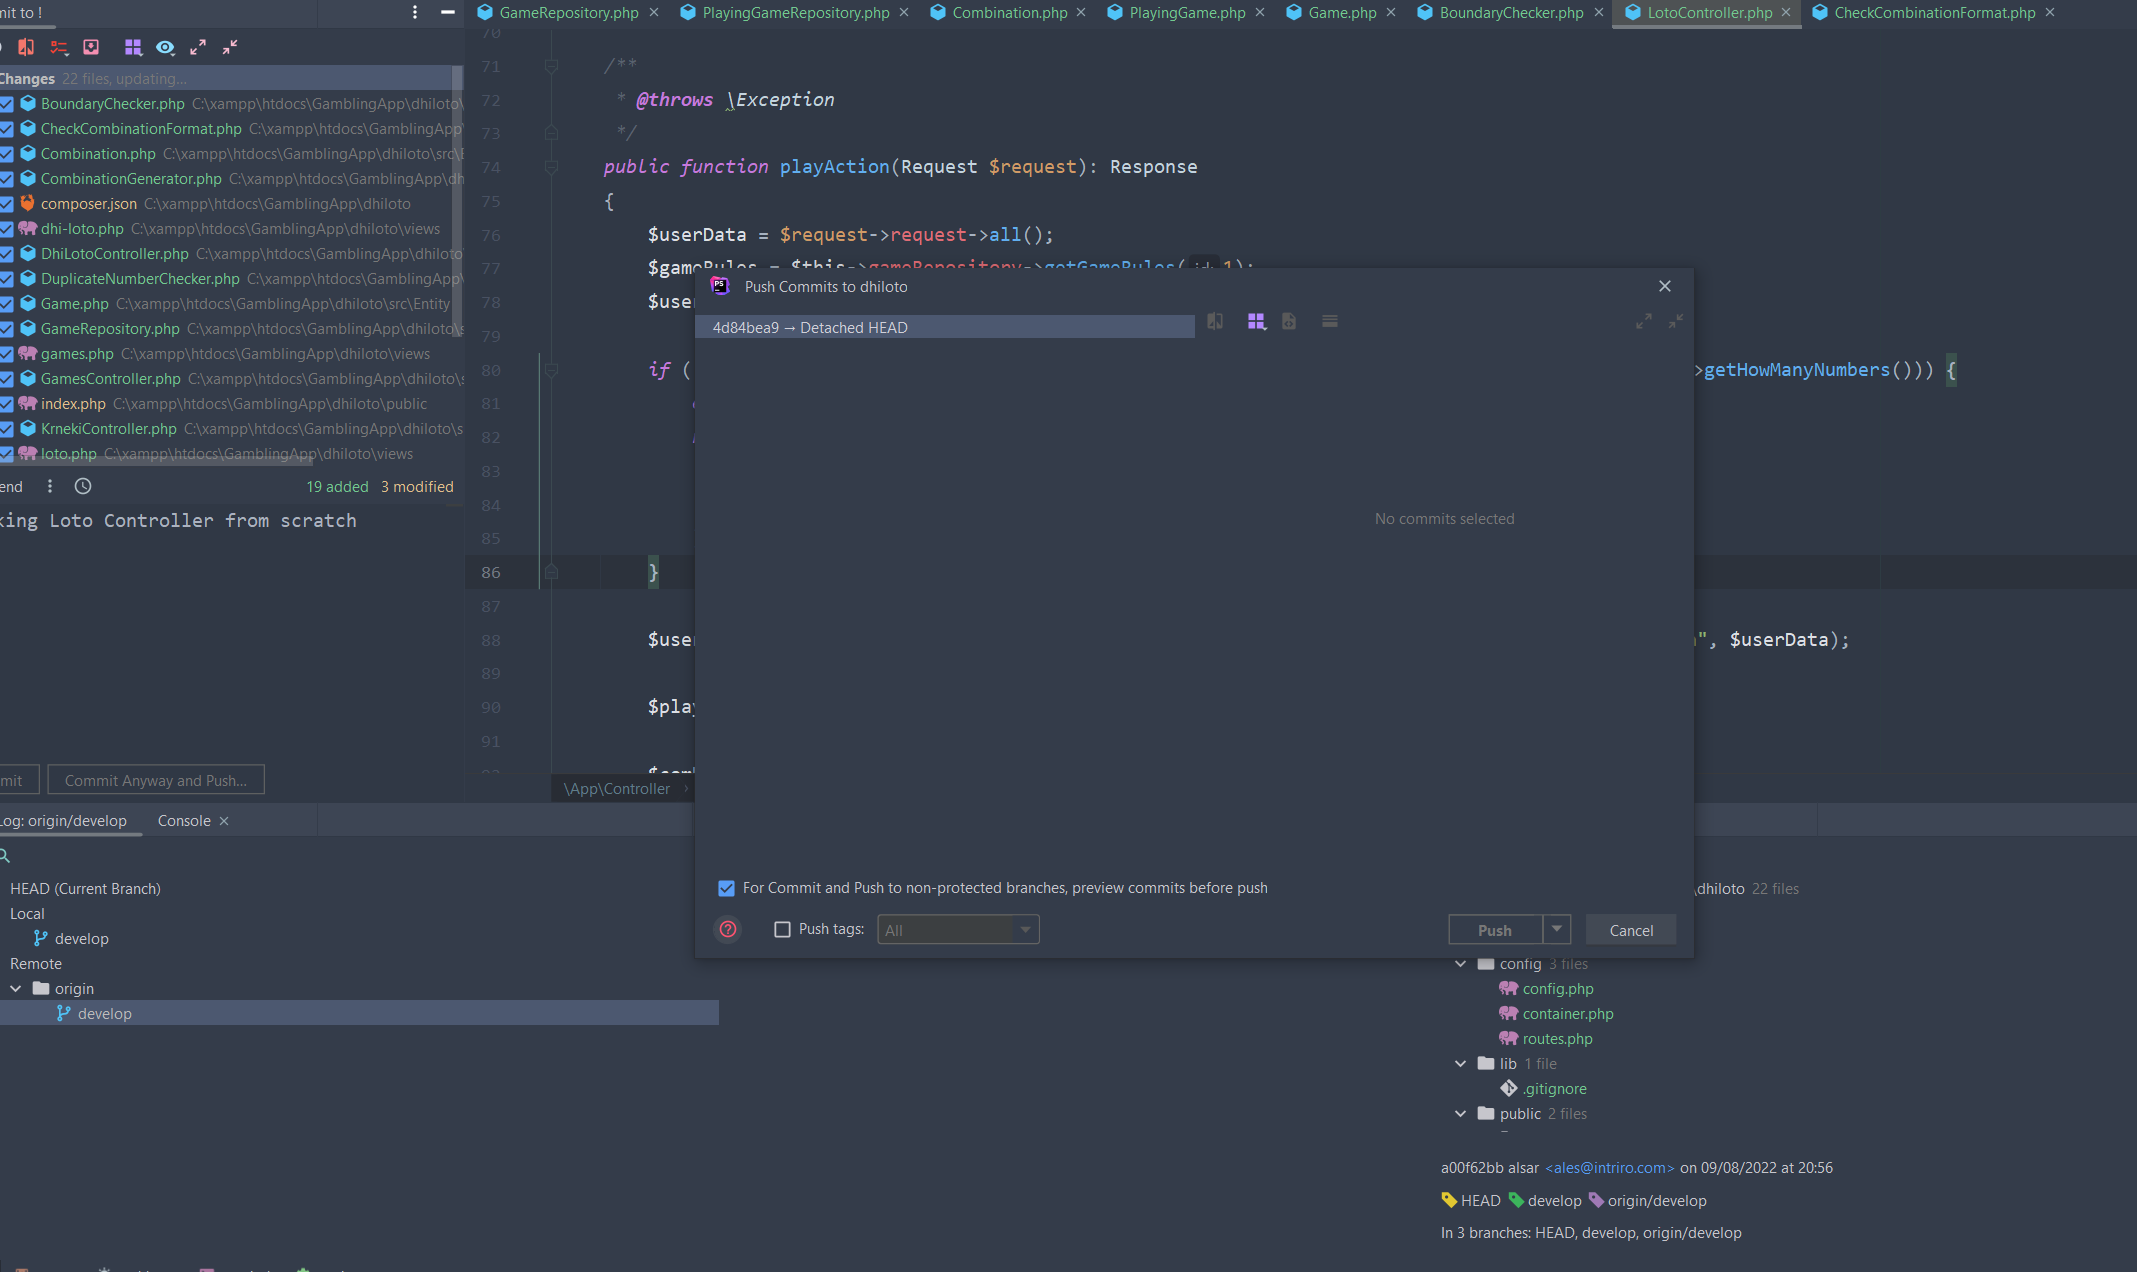 mit to !
GameRepository.php
PlayingGameRepository.php
Combination.php
PlayingGame.php
Game.php
BoundaryChecker.php
LotoController.php
CheckCombinationFormat.php
Changes 22 files, updating...
BoundaryChecker.php C:\xampp\htdocs\GamblingApp\dhiloto\
CheckCombinationFormat.php C:\xampp\htdocs\GamblingApp\
Combination.php C:\xampp\htdocs\GamblingApp\dhiloto\src\E
CombinationGenerator.php C:\xampp\htdocs\GamblingApp\dh
composer.json C:\xampp\htdocs\GamblingApp\dhiloto
dhi-loto.php C:\xampp\htdocs\GamblingApp\dhiloto\views
DhiLotoController.php C:\xampp\htdocs\GamblingApp\dhiloto
DuplicateNumberChecker.php C:\xampp\htdocs\GamblingApp\
Game.php C:\xampp\htdocs\GamblingApp\dhiloto\src\Entity
GameRepository.php C:\xampp\htdocs\GamblingApp\dhiloto\s
games.php C:\xampp\htdocs\GamblingApp\dhiloto\views
GamesController.php C:\xampp\htdocs\GamblingApp\dhiloto\s
index.php C:\xampp\htdocs\GamblingApp\dhiloto\public
KrnekiController.php C:\xampp\htdocs\GamblingApp\dhiloto\s
loto.php C:\xampp\htdocs\GamblingApp\dhiloto\views
end
19 added 3 modified
king Loto Controller from scratch
mit
Commit Anyway and Push...
70
71 /**
72 * @throws \Exception
73 */
74 public function playAction(Request $request): Response
75 {
76 $userData = $request->request->all();
77 $gameRules = $this->gameRepository->getGameRules( id: 1);
78 $user
79
80 if ( >getHowManyNumbers())) {
81
82
83
84
85
86 }
87
88 $user ", $userData);
89
90 $play
91
\App\Controller
Push Commits to dhiloto
4d84bea9 → Detached HEAD
No commits selected
For Commit and Push to non-protected branches, preview commits before push
Push tags:
All
Push
Cancel
Log: origin/develop
Console
HEAD (Current Branch)
Local
develop
Remote
origin
develop
\dhiloto 22 files
config 3 files
config.php
container.php
routes.php
lib 1 file
.gitignore
public 2 files
a00f62bb alsar <ales@intriro.com> on 09/08/2022 at 20:56
HEAD develop origin/develop
In 3 branches: HEAD, develop, origin/develop